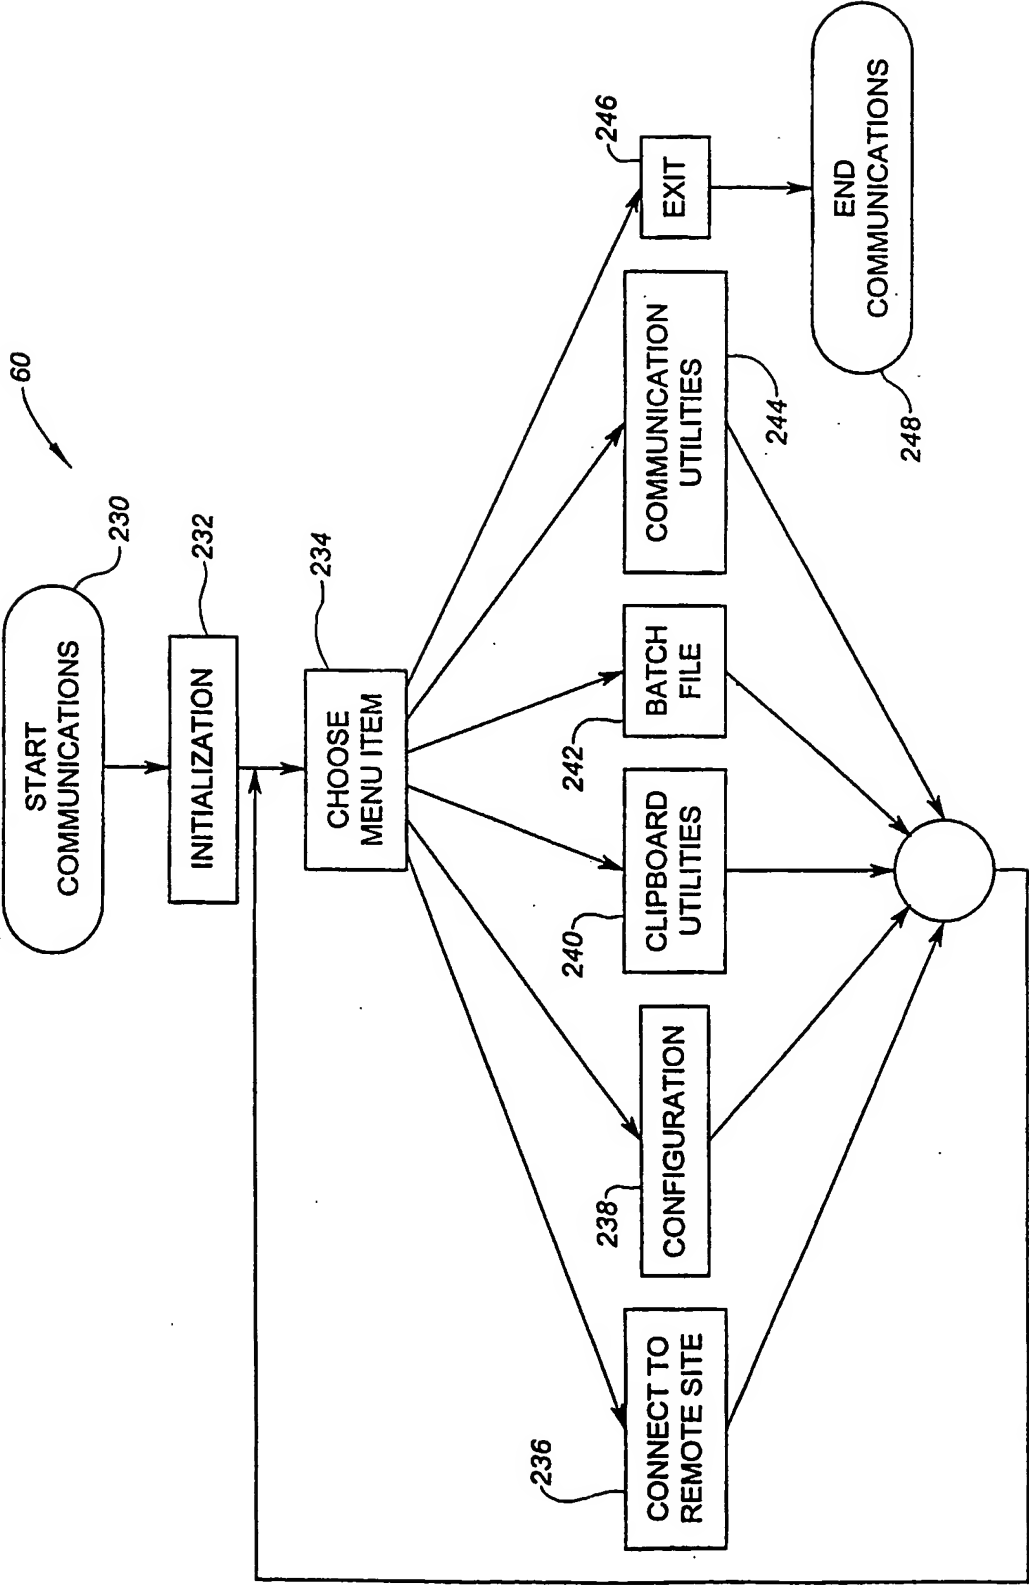 60
START
COMMUNICATIONS
230
INITIALIZATION
232
CHOOSE
MENU ITEM
234
236
CONNECT TO
REMOTE SITE
238
CONFIGURATION
240
CLIPBOARD
UTILITIES
242
BATCH
FILE
COMMUNICATION
UTILITIES
244
EXIT
246
END
COMMUNICATIONS
248